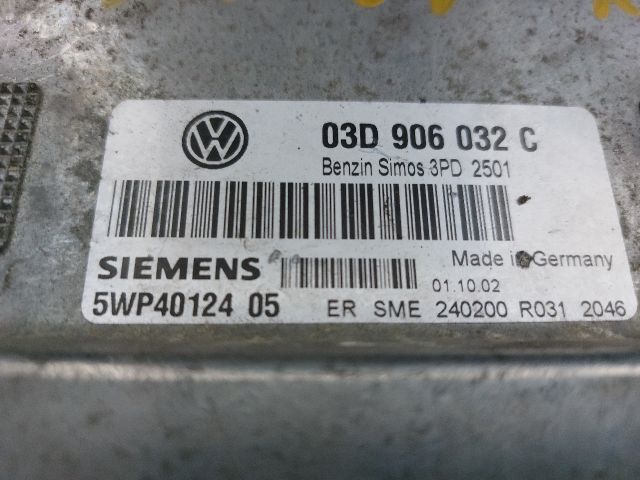 03D 906 032 C
Benzin Simos 3PD 2501
SIEMENS
Made in Germany
01.10.02
5WP40124 05
ER SME 240200 R031 2046